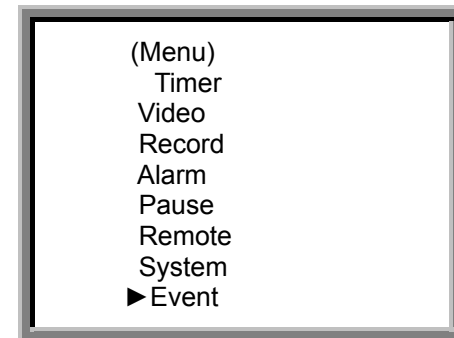 (Menu)
Timer
Video
Record
Alarm
Pause
Remote
System
►Event